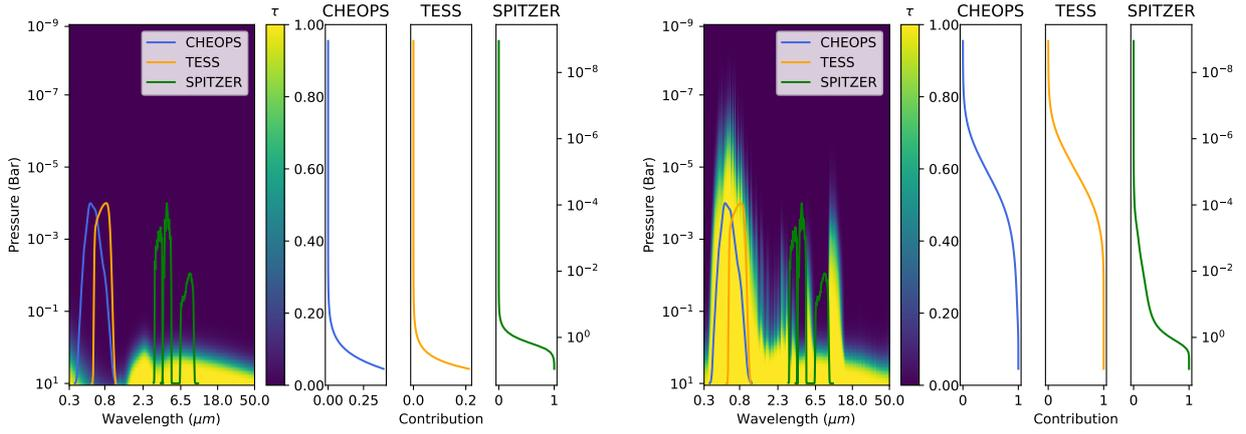 τ CHEOPS TESS SPITZER
10⁻⁹ 1.00
CHEOPS
TESS
SPITZER
10⁻⁸
10⁻⁷ 0.80
10⁻⁶
10⁻⁵ 0.60
Pressure (Bar)
10⁻⁴
10⁻³ 0.40
10⁻²
10⁻¹ 0.20
10⁰
10¹ 0.00
0.3 0.8 2.3 6.5 18.0 50.0 0.00 0.25 0.0 0.2 0 1
Wavelength (μm) Contribution
τ CHEOPS TESS SPITZER
10⁻⁹ 1.00
CHEOPS
TESS
SPITZER
10⁻⁸
10⁻⁷ 0.80
10⁻⁶
10⁻⁵ 0.60
Pressure (Bar)
10⁻⁴
10⁻³ 0.40
10⁻²
10⁻¹ 0.20
10⁰
10¹ 0.00
0.3 0.8 2.3 6.5 18.0 50.0 0 1 0 1 0 1
Wavelength (μm) Contribution